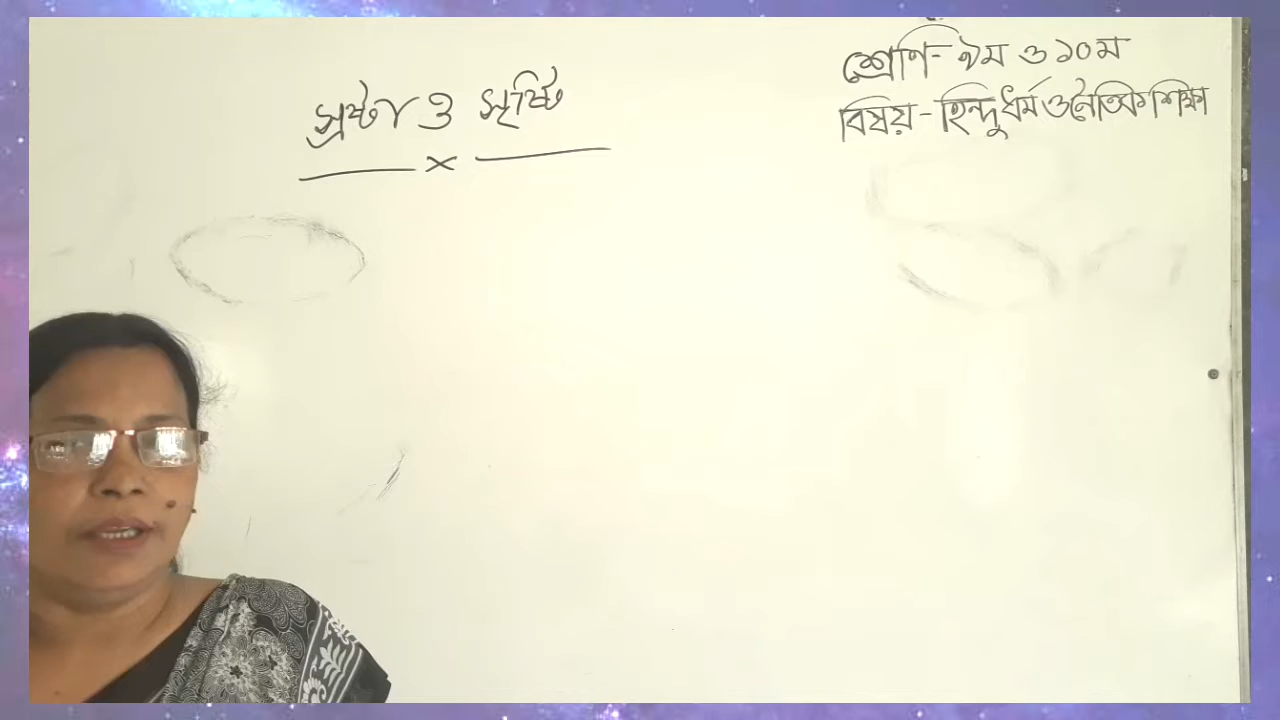 স্রষ্টা ও সৃষ্টি
শ্রেণি- ৯ম ও ১০ম
বিষয় - হিন্দু ধর্ম ও নৈতিক শিক্ষা